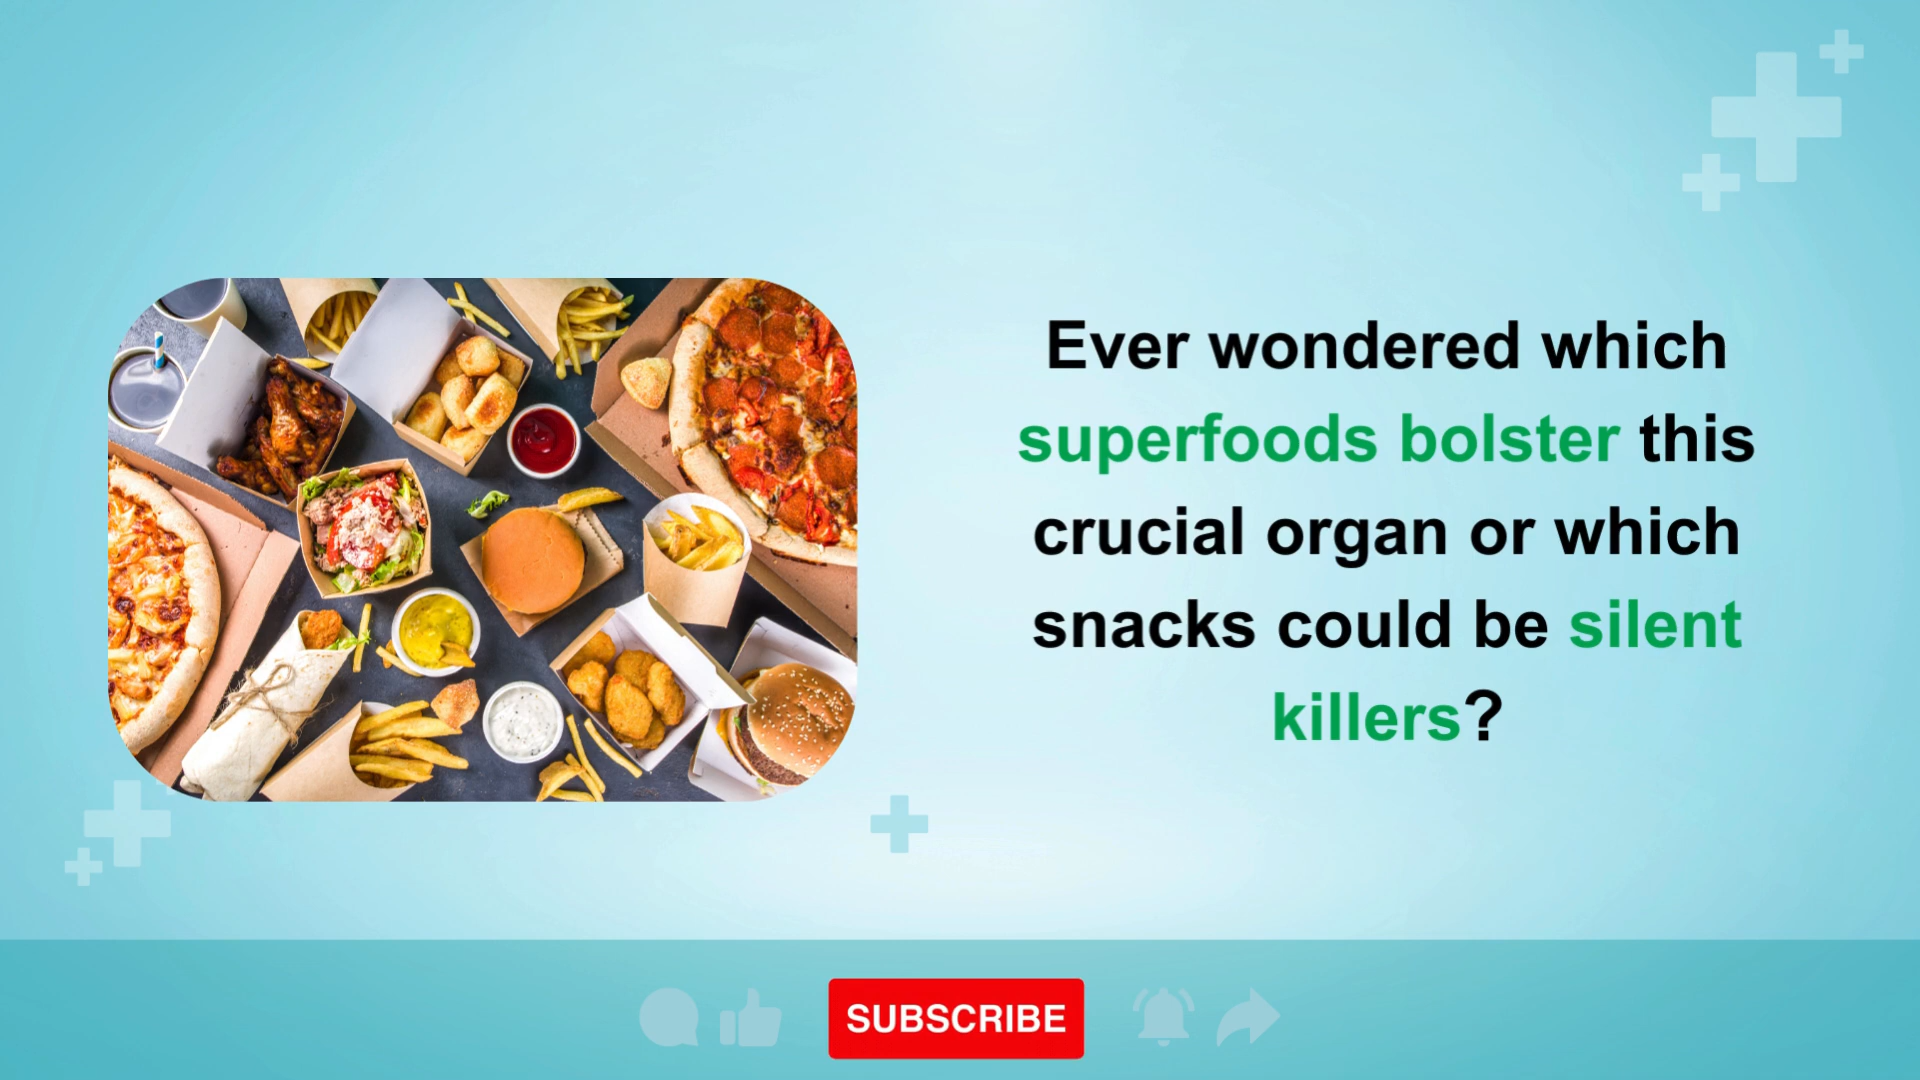 Ever wondered which
superfoods bolster this
crucial organ or which
snacks could be silent
killers?
SUBSCRIBE